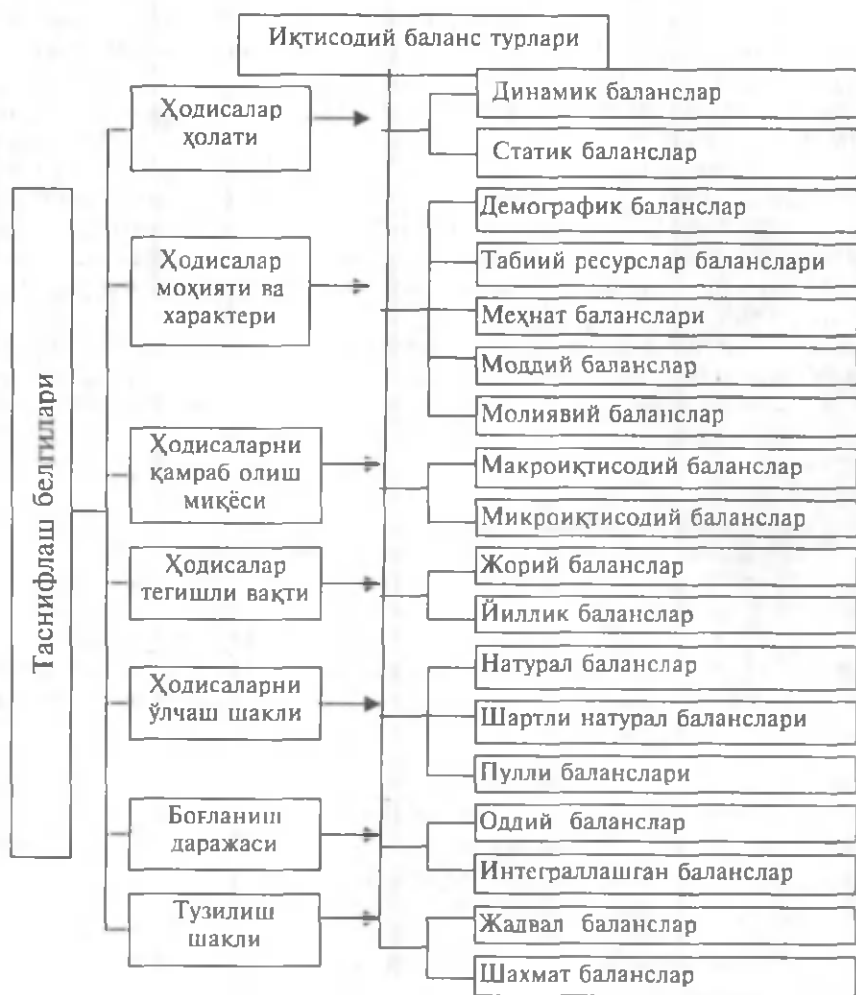 Иқтисодий баланс турлари
Таснифлаш белгилари
Ҳодисалар
ҳолати
Динамик баланслар
Статик баланслар
Ҳодисалар
моҳияти ва
характери
Демографик баланслар
Табиий ресурслар баланслари
Меҳнат баланслари
Моддий баланслар
Молиявий баланслар
Ҳодисаларни
қамраб олиш
миқёси
Макроиқтисодий баланслар
Микроиқтисодий баланслар
Ҳодисалар
тегишли вақти
Жорий баланслар
Йиллик баланслар
Ҳодисаларни
ўлчаш шакли
Натурал баланслар
Шартли натурал баланслари
Пулли баланслари
Боғланиш
даражаси
Оддий баланслар
Интеграллашган баланслар
Тузилиш
шакли
Жадвал баланслар
Шахмат баланслар